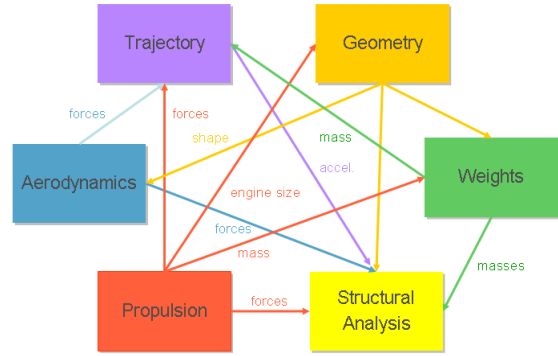 Trajectory
Geometry
forces
forces
shape
mass
accel.
Aerodynamics
Weights
engine size
forces
mass
masses
Propulsion
forces
Structural
Analysis